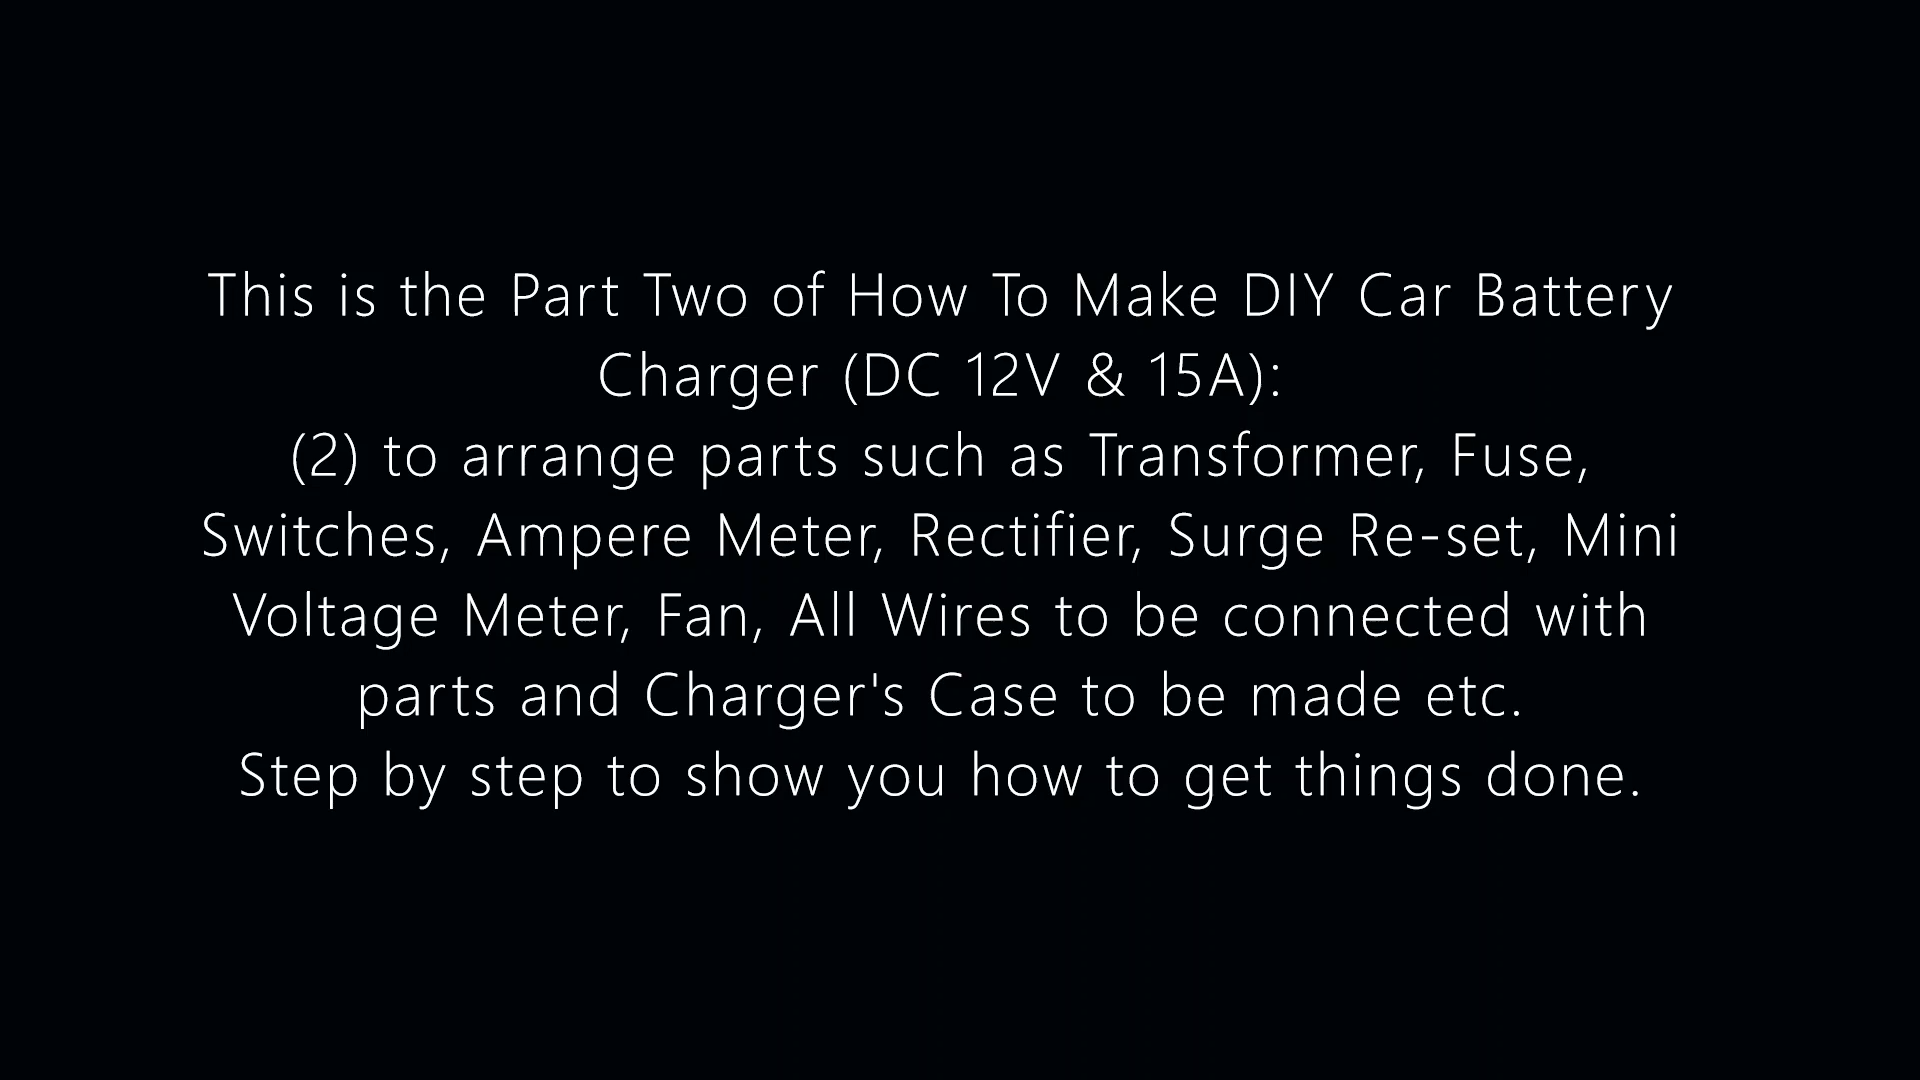 This is the Part Two of How To Make DIY Car Battery
Charger (DC 12V & 15A):
(2) to arrange parts such as Transformer, Fuse,
Switches, Ampere Meter, Rectifier, Surge Re-set, Mini
Voltage Meter, Fan, All Wires to be connected with
parts and Charger's Case to be made etc.
Step by step to show you how to get things done.